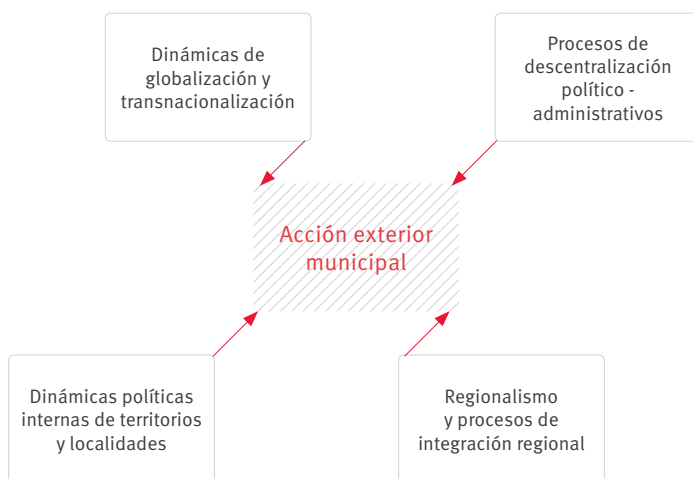 Dinámicas de
globalización y
transnacionalización
Procesos de
descentralización
político -
administrativos
Acción exterior
municipal
Dinámicas políticas
internas de territorios
y localidades
Regionalismo
y procesos de
integración regional